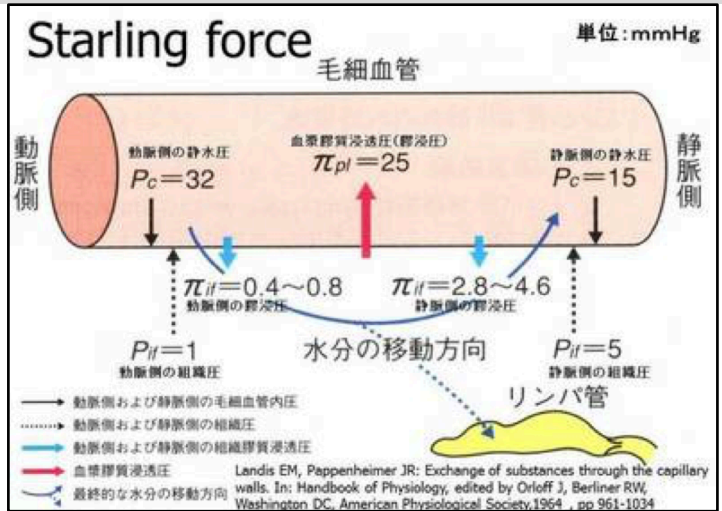 Starling force
単位：mmHg
毛細血管
動脈側
動脈側の静水圧
Pc=32
血漿膠質浸透圧(膠浸圧)
πpl=25
静脈側の静水圧
Pc=15
静脈側
πif=0.4～0.8
動脈側の膠浸圧
πif=2.8～4.6
静脈側の膠浸圧
Pif=1
動脈側の組織圧
水分の移動方向
Pif=5
静脈側の組織圧
リンパ管
動脈側および静脈側の毛細血管内圧
動脈側および静脈側の組織圧
動脈側および静脈側の組織膠質浸透圧
血漿膠質浸透圧
最終的な水分の移動方向
Landis EM, Pappenheimer JR: Exchange of substances through the capillary
walls. In: Handbook of Physiology, edited by Orloff J, Berliner RW,
Washington DC, American Physiological Society,1964 , pp 961-1034